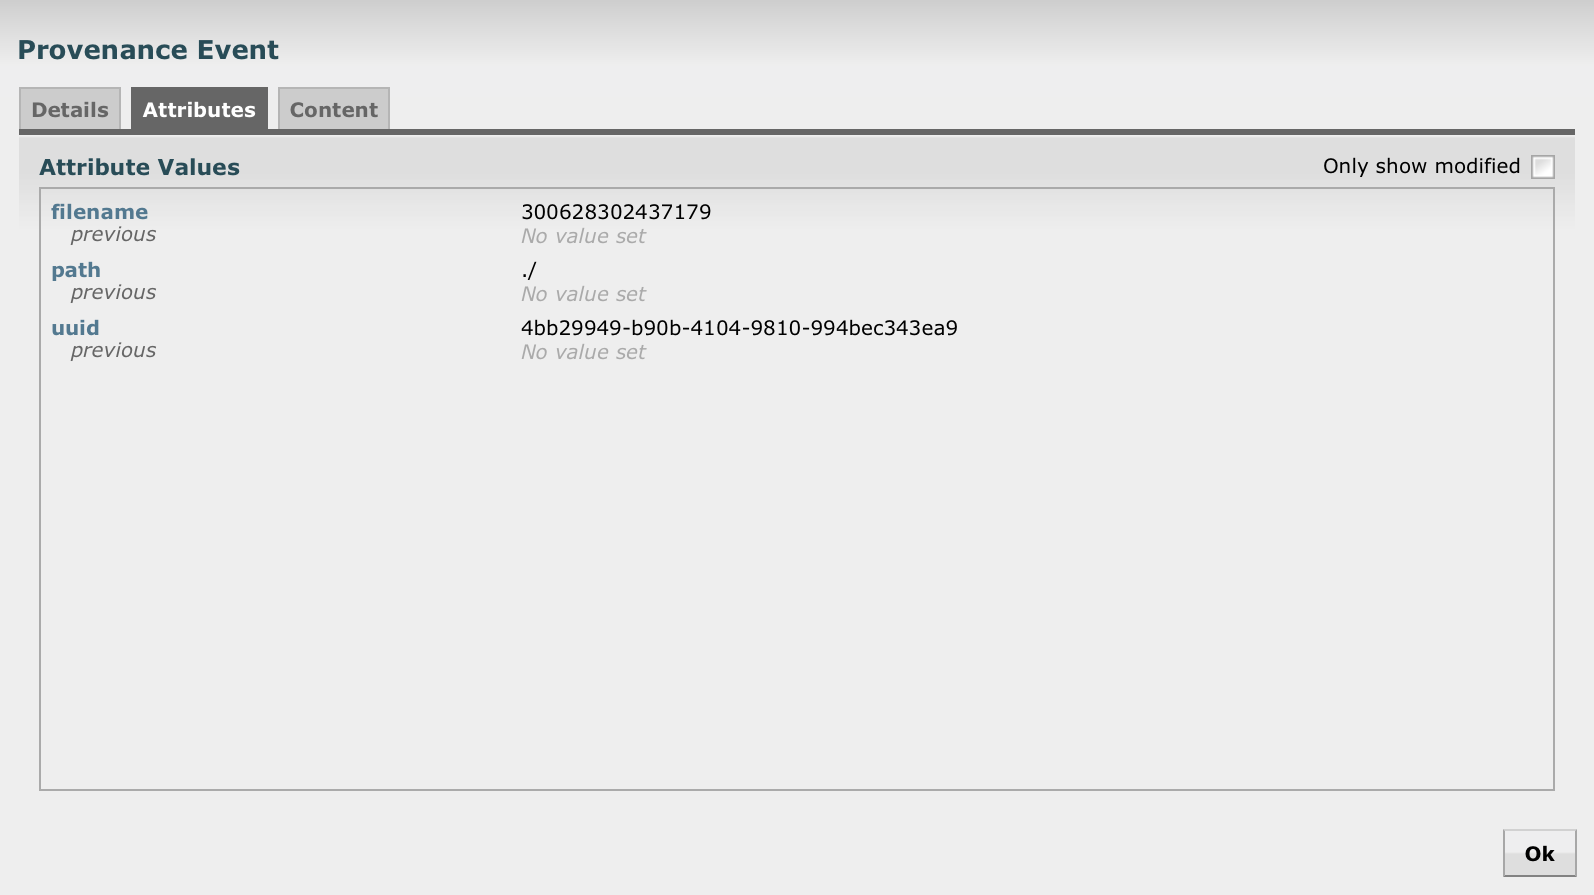 Provenance Event
Details Attributes Content
Attribute Values Only show modified
filename 300628302437179
previous No value set
path ./
previous No value set
uuid 4bb29949-b90b-4104-9810-994bec343ea9
previous No value set
Ok